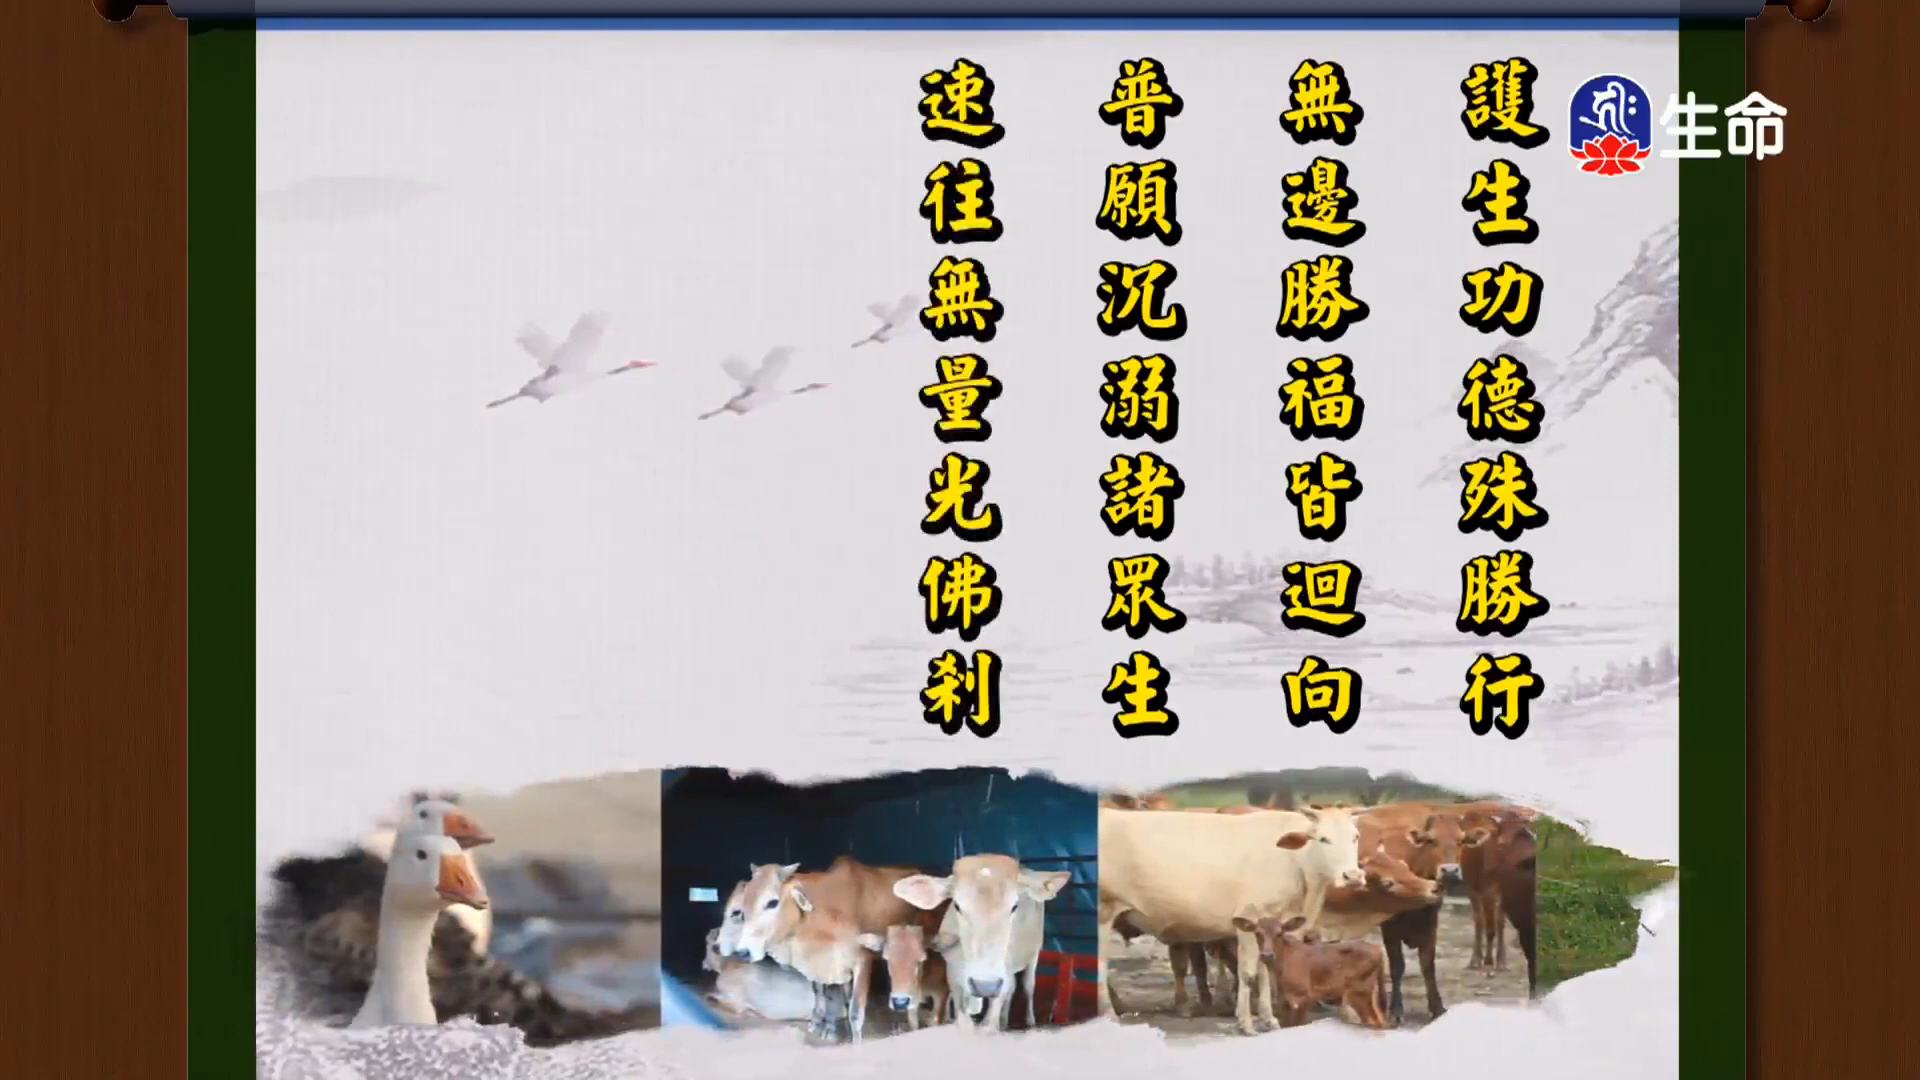 護生功德殊勝行
無邊勝福皆迴向
普願沉溺諸眾生
速往無量光佛剎
生命